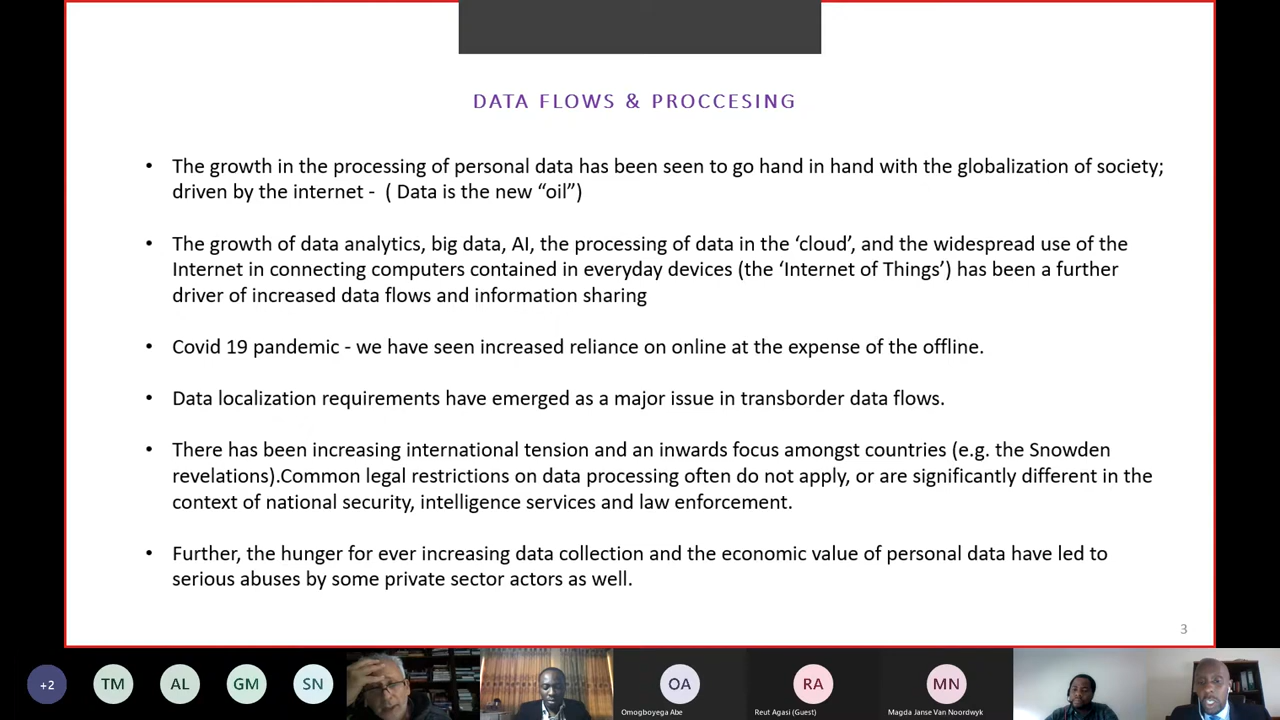 DATA FLOWS & PROCCESING
• The growth in the processing of personal data has been seen to go hand in hand with the globalization of society;
driven by the internet - ( Data is the new “oil”)
• The growth of data analytics, big data, AI, the processing of data in the ‘cloud’, and the widespread use of the
Internet in connecting computers contained in everyday devices (the ‘Internet of Things’) has been a further
driver of increased data flows and information sharing
• Covid 19 pandemic - we have seen increased reliance on online at the expense of the offline.
• Data localization requirements have emerged as a major issue in transborder data flows.
• There has been increasing international tension and an inwards focus amongst countries (e.g. the Snowden
revelations).Common legal restrictions on data processing often do not apply, or are significantly different in the
context of national security, intelligence services and law enforcement.
• Further, the hunger for ever increasing data collection and the economic value of personal data have led to
serious abuses by some private sector actors as well.
3
+2
TM
AL
GM
SN
OA
RA
MN
Omogboyega Abe
Reut Agasi (Guest)
Magda Janse Van Noordwyk